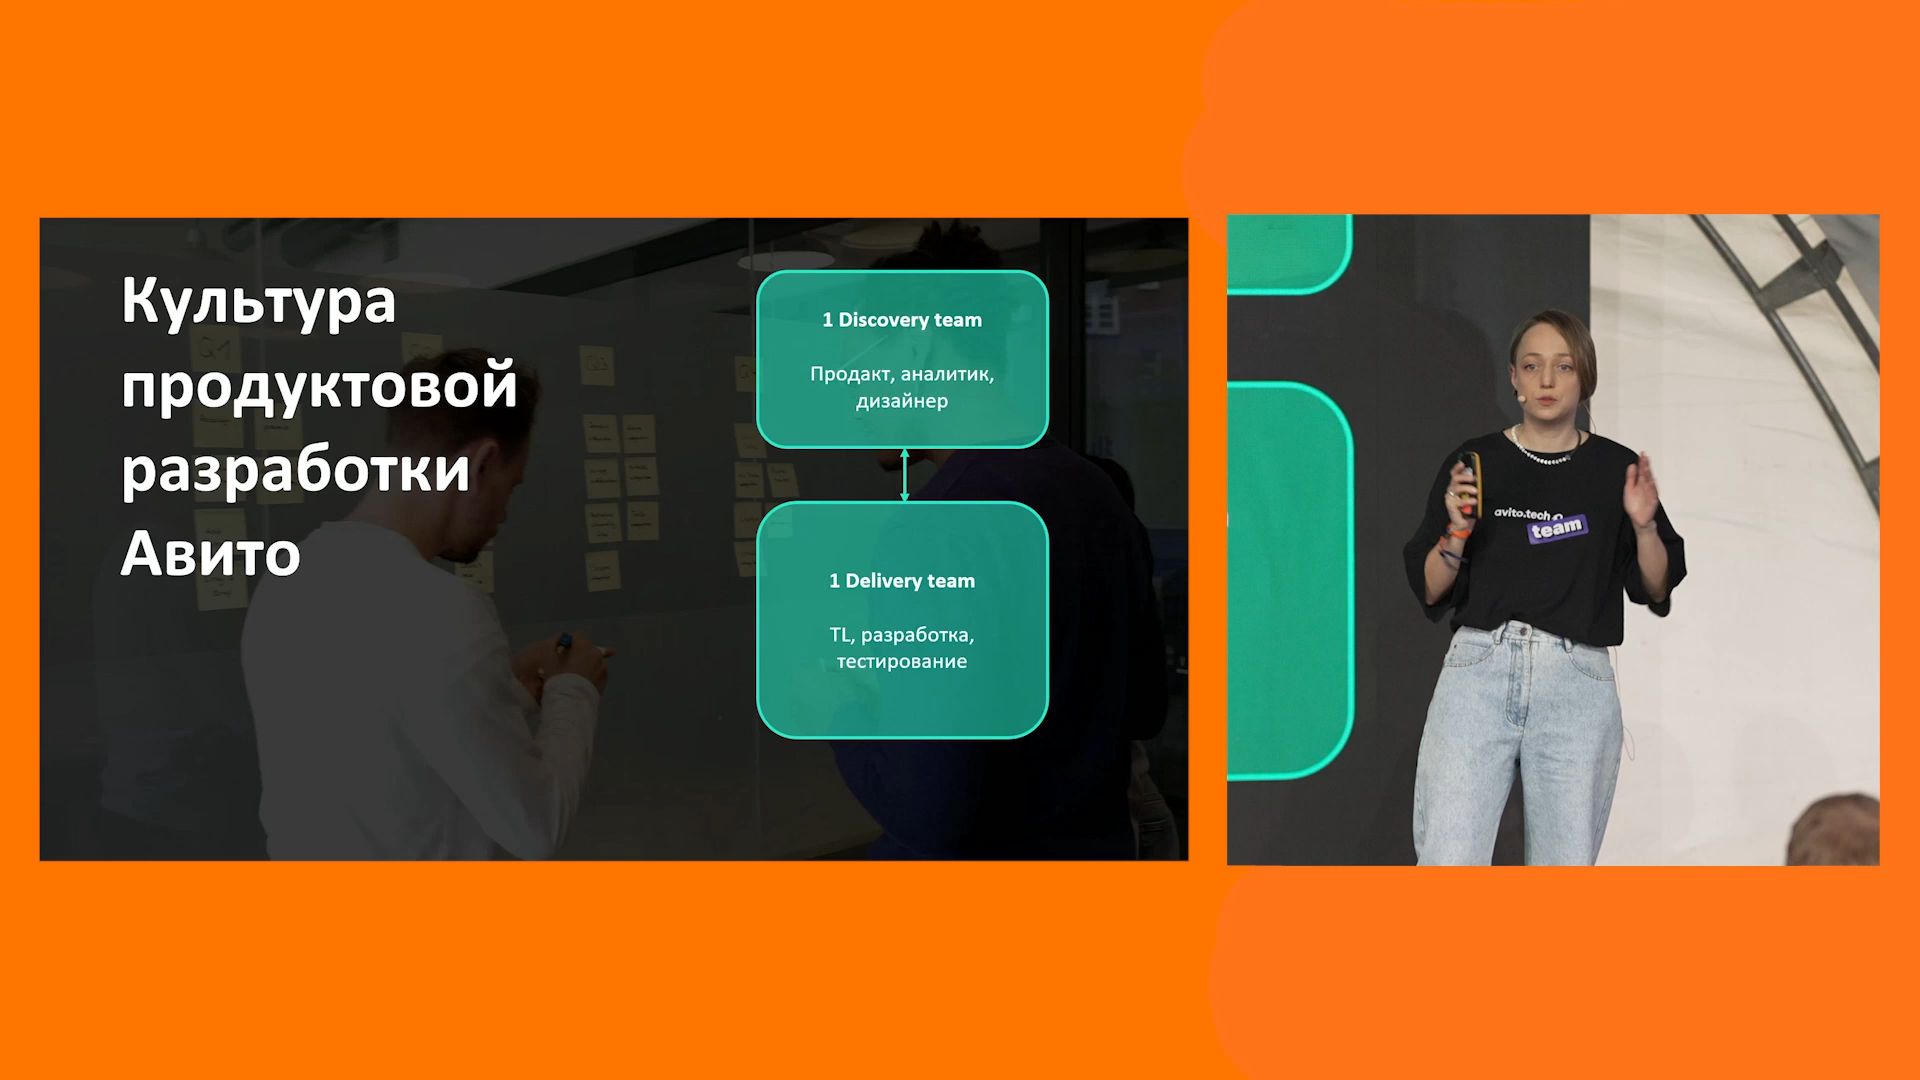 Культура
продуктовой
разработки
Авито
1 Discovery team
Продакт, аналитик,
дизайнер
1 Delivery team
TL, разработка,
тестирование
avito.tech
team